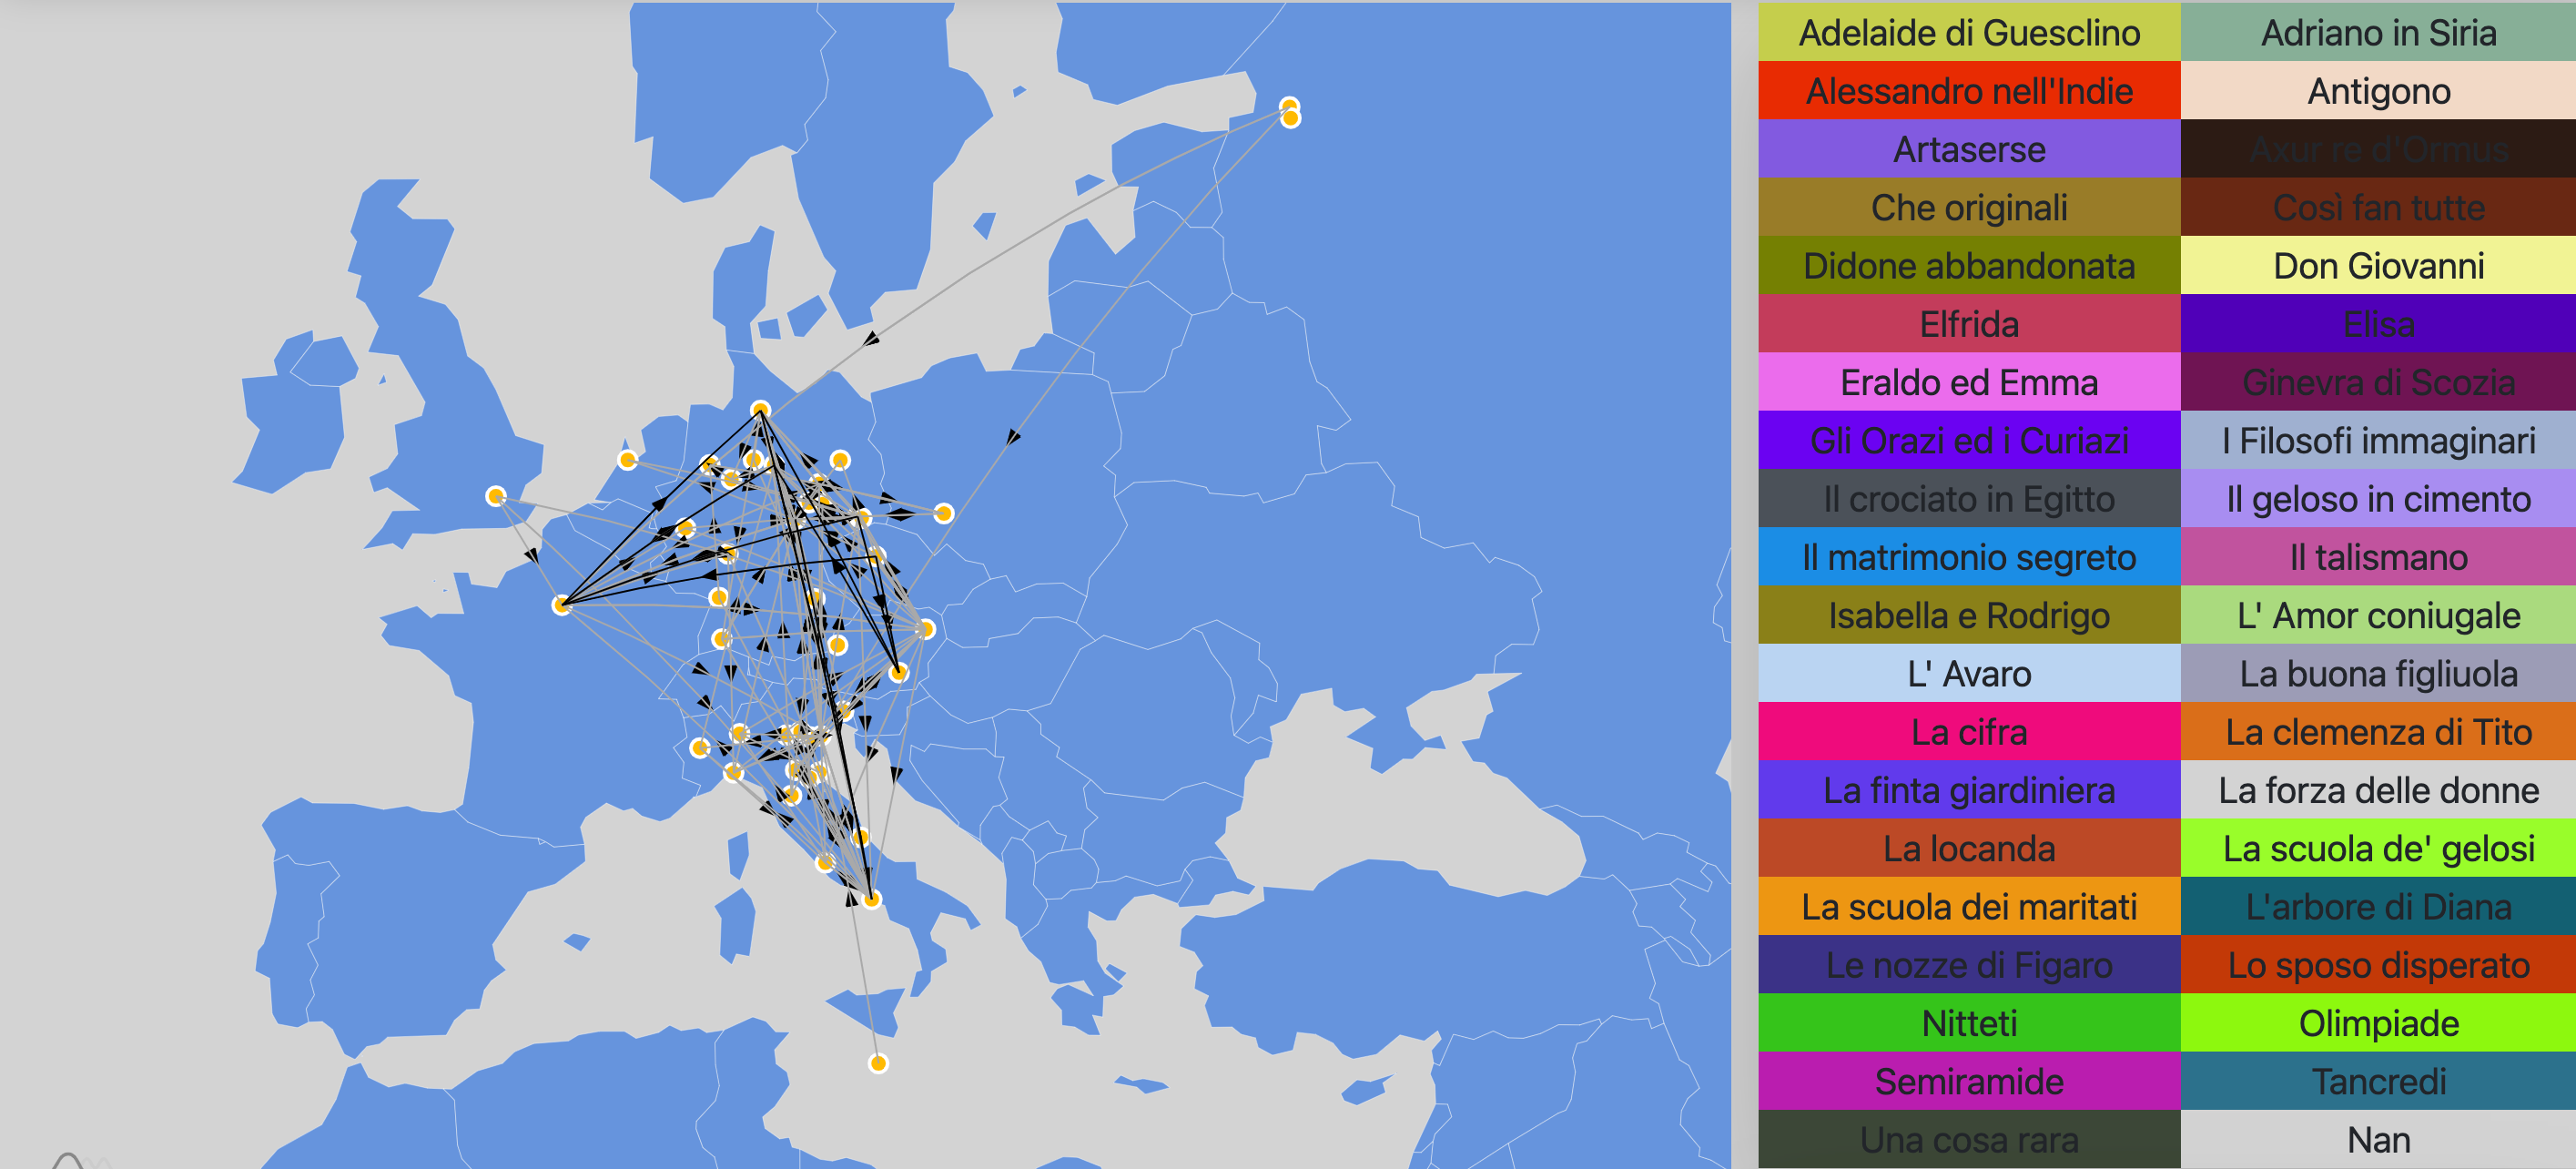 Adelaide di Guesclino Adriano in Siria
Alessandro nell'Indie Antigono
Artaserse Axur re d'Ormus
Che originali Così fan tutte
Didone abbandonata Don Giovanni
Elfrida Elisa
Eraldo ed Emma Ginevra di Scozia
Gli Orazi ed i Curiazi I Filosofi immaginari
Il crociato in Egitto Il geloso in cimento
Il matrimonio segreto Il talismano
Isabella e Rodrigo L' Amor coniugale
L' Avaro La buona figliuola
La cifra La clemenza di Tito
La finta giardiniera La forza delle donne
La locanda La scuola de' gelosi
La scuola dei maritati L'arbore di Diana
Le nozze di Figaro Lo sposo disperato
Nitteti Olimpiade
Semiramide Tancredi
Una cosa rara Nan